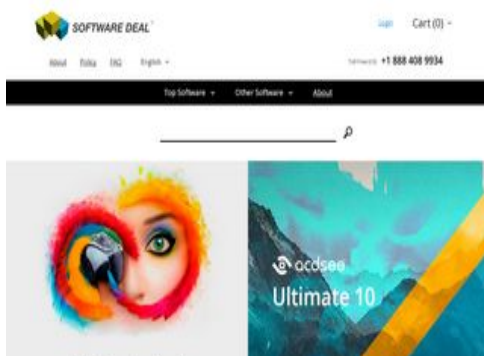 SOFTWARE DEAL
Login Cart (0)
About Policy FAQ English
+1 888 408 9934
Top Software Other Software About
acdsee
Ultimate 10